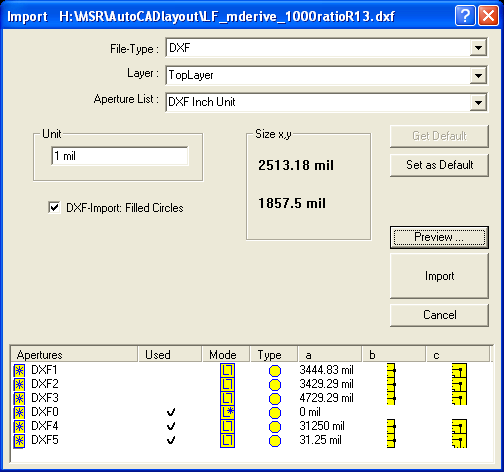 Import H:\MSR\AutoCADlayout\LF_mderive_1000ratioR13.dxf
File-Type : DXF
Layer : TopLayer
Aperture List : DXF Inch Unit
Unit
1 mil
Size x,y
2513.18 mil
1857.5 mil
Get Default
Set as Default
DXF-Import: Filled Circles
Preview ...
Import
Cancel
Apertures Used Mode Type a b c
DXF1 3444.83 mil
DXF2 3429.29 mil
DXF3 4729.29 mil
DXF0 0 mil
DXF4 31250 mil
DXF5 31.25 mil